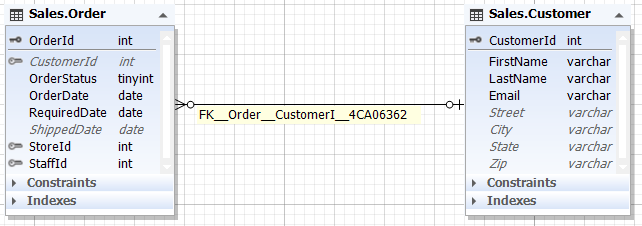 Sales.Order
OrderId int
CustomerId int
OrderStatus tinyint
OrderDate date
RequiredDate date
ShippedDate date
StoreId int
StaffId int
Constraints
Indexes
FK__Order__CustomerI__4CA06362
Sales.Customer
CustomerId int
FirstName varchar
LastName varchar
Email varchar
Street varchar
City varchar
State varchar
Zip varchar
Constraints
Indexes